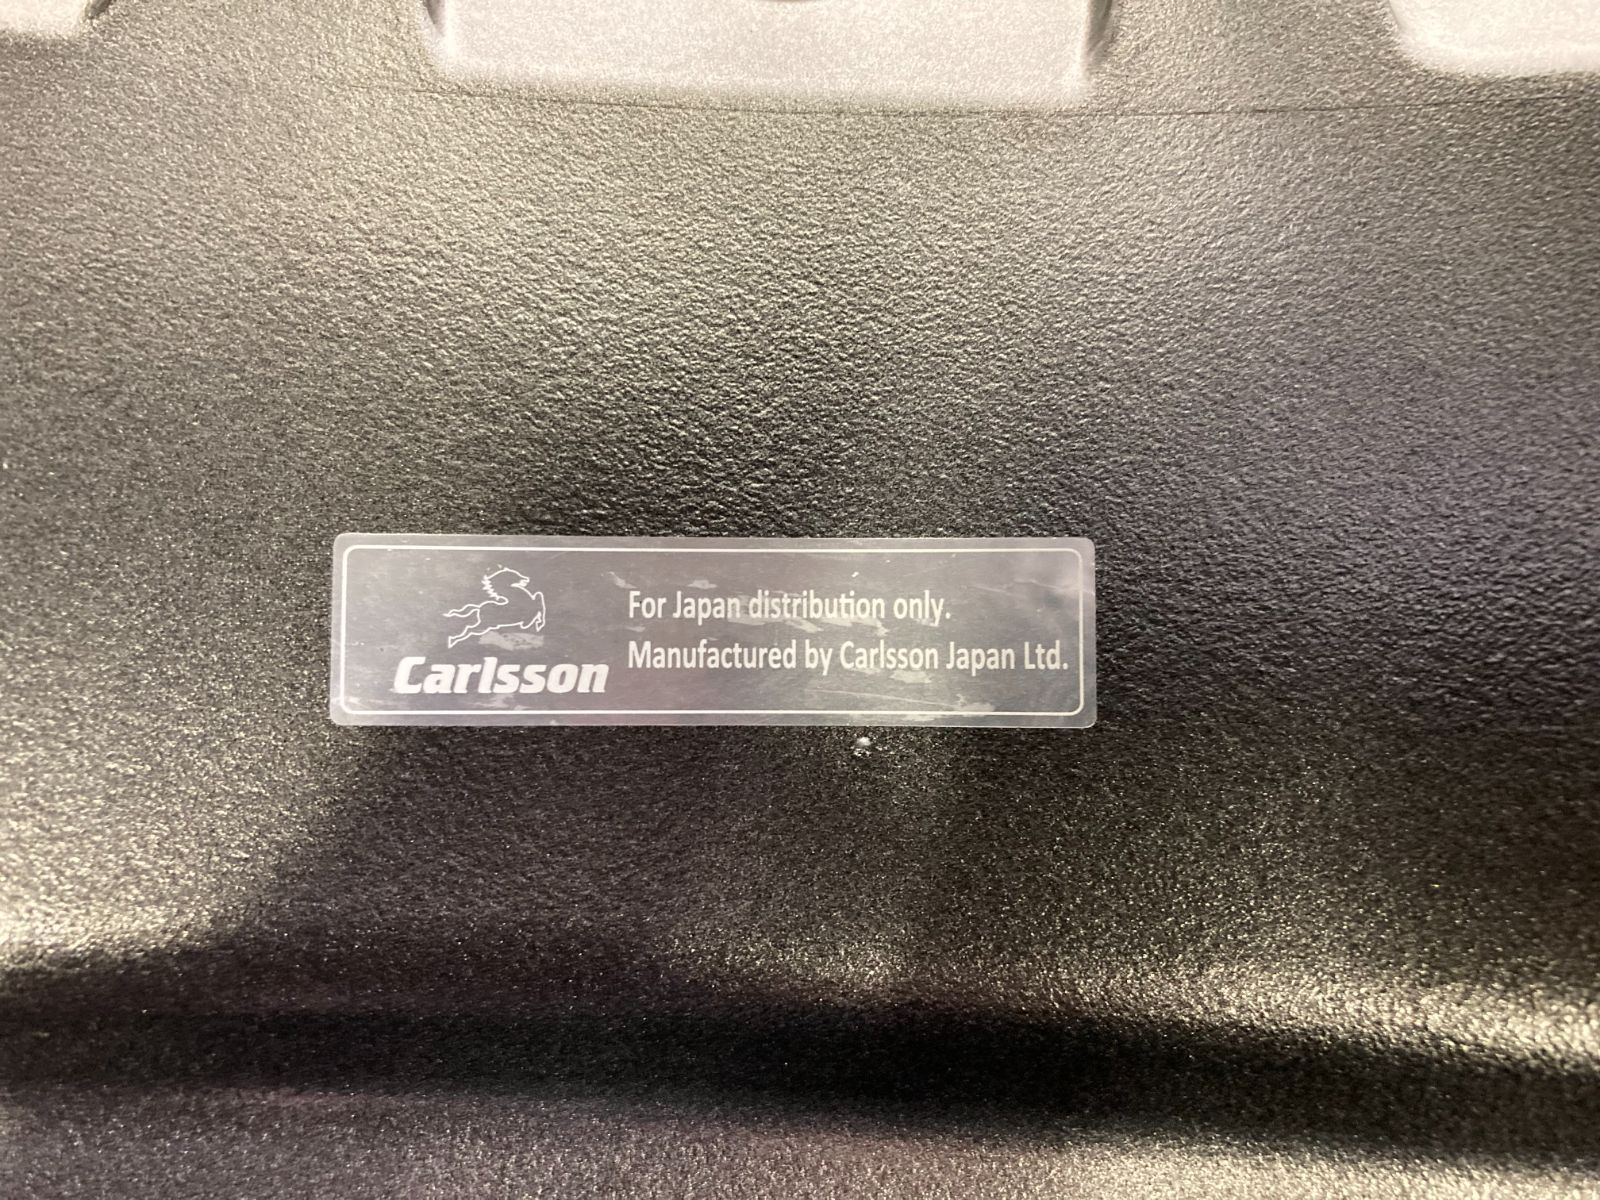 Carlsson
For Japan distribution only.
Manufactured by Carlsson Japan Ltd.